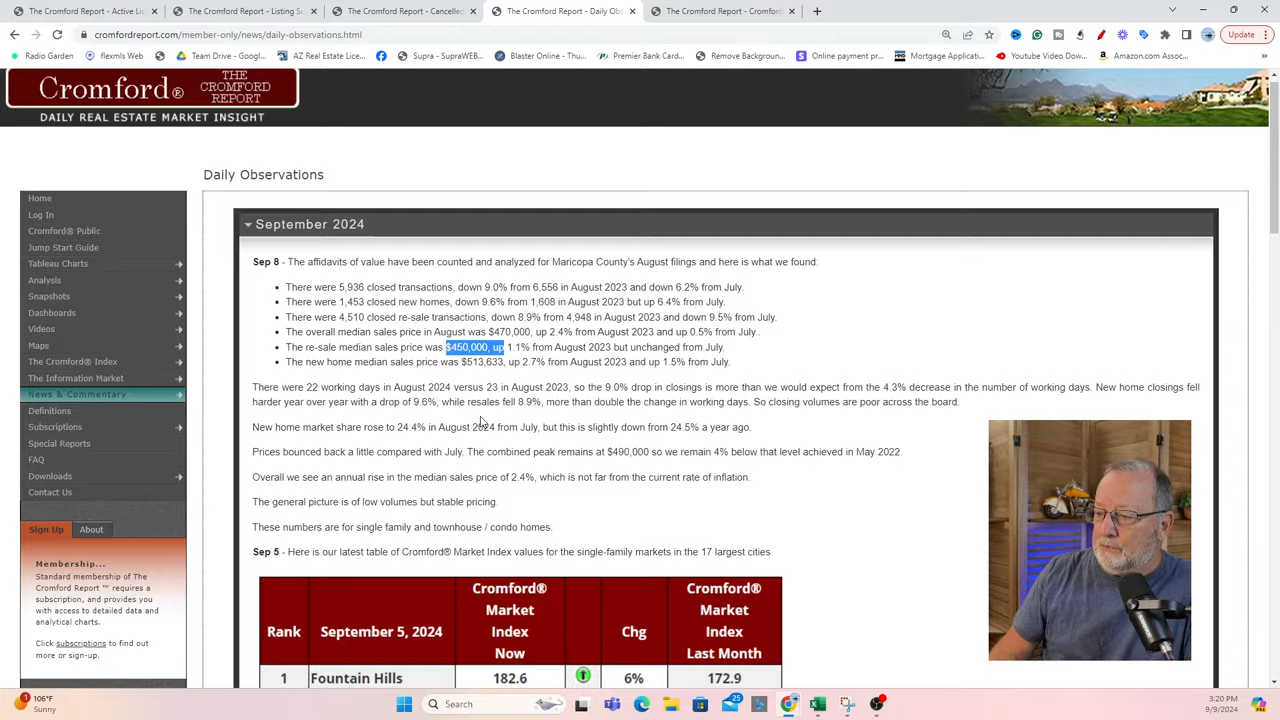 The Cromford Report - Active Li
The Cromford Report - Listing Su
The Cromford Report - Cancelled
The Cromford Report - Daily Ob
The Cromford Report - Cromford
cromfordreport.com/member-only/news/daily-observations.html
Update
Radio Garden
flexmls Web
Team Drive - Googl...
AZ Real Estate Lice...
Supra - SupraWEB...
Blaster Online - Thu...
Premier Bank Card...
Remove Backgroun...
Online payment pr...
Mortgage Applicati...
Youtube Video Dow...
Amazon.com Assoc...
Cromford®
THE
CROMFORD
REPORT
DAILY REAL ESTATE MARKET INSIGHT
Daily Observations
Home
Log In
Cromford® Public
Jump Start Guide
Tableau Charts
Analysis
Snapshots
Dashboards
Videos
Maps
The Cromford® Index
The Information Market
News & Commentary
Definitions
Subscriptions
Special Reports
FAQ
Downloads
Contact Us
Sign Up
About
Membership...
Standard membership of The
Cromford Report ™ requires a
subscription, and provides you
with access to detailed data and
analytical charts.
Click subscriptions to find out
more or sign-up.
September 2024
Sep 8 - The affidavits of value have been counted and analyzed for Maricopa County's August filings and here is what we found:
• There were 5,936 closed transactions, down 9.0% from 6,556 in August 2023 and down 6.2% from July.
• There were 1,453 closed new homes, down 9.6% from 1,608 in August 2023 but up 6.4% from July.
• There were 4,510 closed re-sale transactions, down 8.9% from 4,948 in August 2023 and down 9.5% from July.
• The overall median sales price in August was $470,000, up 2.4% from August 2023 and up 0.5% from July..
• The re-sale median sales price was $450,000, up 1.1% from August 2023 but unchanged from July.
• The new home median sales price was $513,633, up 2.7% from August 2023 and up 1.5% from July.
There were 22 working days in August 2024 versus 23 in August 2023, so the 9.0% drop in closings is more than we would expect from the 4.3% decrease in the number of working days. New home closings fell
harder year over year with a drop of 9.6%, while resales fell 8.9%, more than double the change in working days. So closing volumes are poor across the board.
New home market share rose to 24.4% in August 2024 from July, but this is slightly down from 24.5% a year ago.
Prices bounced back a little compared with July. The combined peak remains at $490,000 so we remain 4% below that level achieved in May 2022.
Overall we see an annual rise in the median sales price of 2.4%, which is not far from the current rate of inflation.
The general picture is of low volumes but stable pricing.
These numbers are for single family and townhouse / condo homes.
Sep 5 - Here is our latest table of Cromford® Market Index values for the single-family markets in the 17 largest cities
Rank
September 5, 2024
Cromford®
Market
Index
Now
Chg
Cromford®
Market
Index
Last Month
1 Fountain Hills 182.6 6% 172.9
106°F
Sunny
Search
25
3:20 PM
9/9/2024